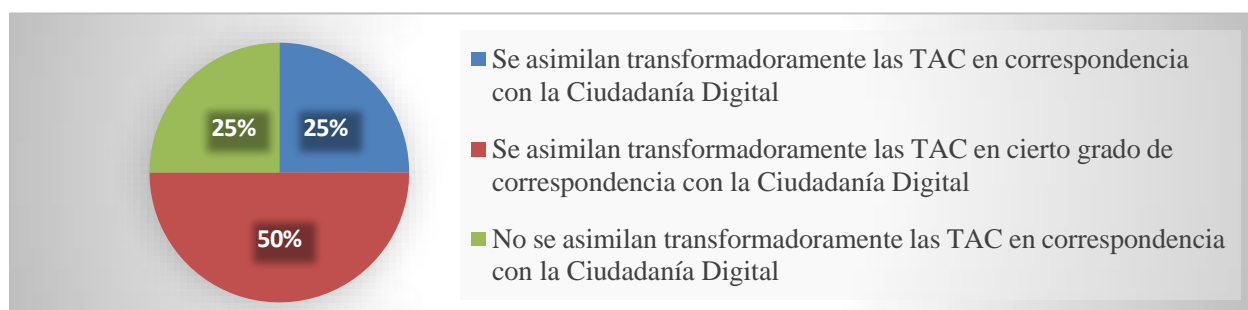 Se asimilan transformadoramente las TAC en correspondencia
con la Ciudadanía Digital
25%
25%
Se asimilan transformadoramente las TAC en cierto grado de
correspondencia con la Ciudadanía Digital
50%
No se asimilan transformadoramente las TAC en correspondencia
con la Ciudadanía Digital